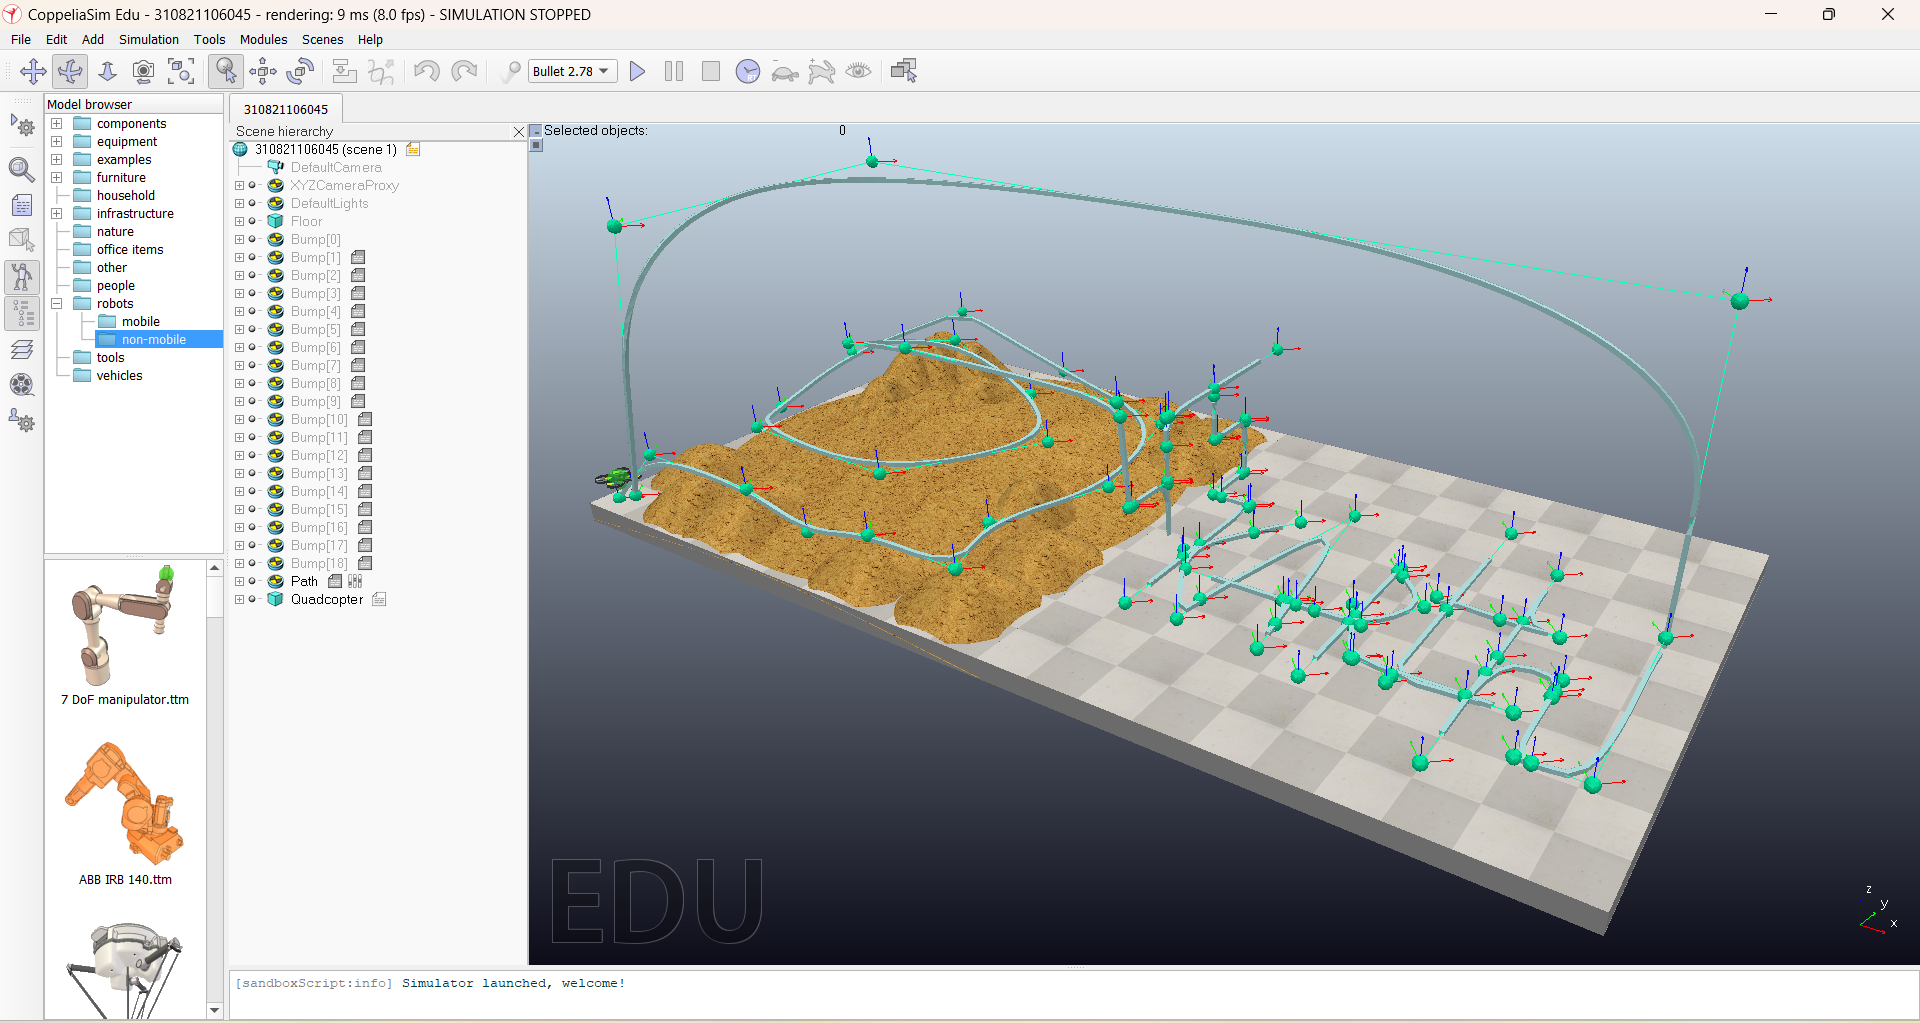 CoppeliaSim Edu - 310821106045 - rendering: 9 ms (8.0 fps) - SIMULATION STOPPED
File Edit Add Simulation Tools Modules Scenes Help
Bullet 2.78
RT
Model browser
components
equipment
examples
furniture
household
infrastructure
nature
office items
other
people
robots
mobile
non-mobile
tools
vehicles
7 DoF manipulator.ttm
ABB IRB 140.ttm
310821106045
Scene hierarchy
310821106045 (scene 1)
DefaultCamera
XYZCameraProxy
DefaultLights
Floor
Bump[0]
Bump[1]
Bump[2]
Bump[3]
Bump[4]
Bump[5]
Bump[6]
Bump[7]
Bump[8]
Bump[9]
Bump[10]
Bump[11]
Bump[12]
Bump[13]
Bump[14]
Bump[15]
Bump[16]
Bump[17]
Bump[18]
Path
Quadcopter
Selected objects: 0
EDU
z
y
x
[sandboxScript:info] Simulator launched, welcome!